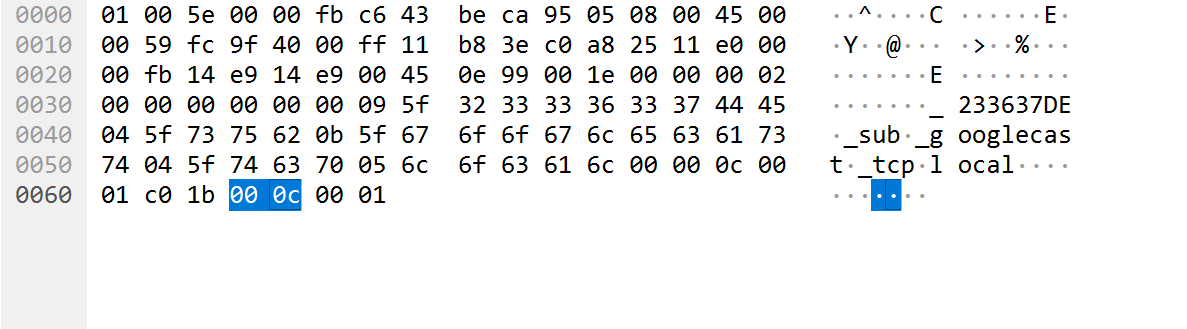 0000 01 00 5e 00 00 fb c6 43 be ca 95 05 08 00 45 00 ··^····C ······E·
0010 00 59 fc 9f 40 00 ff 11 b8 3e c0 a8 25 11 e0 00 ·Y··@··· ·>··%···
0020 00 fb 14 e9 14 e9 00 45 0e 99 00 1e 00 00 00 02 ·······E ········
0030 00 00 00 00 00 00 09 5f 32 33 33 36 33 37 44 45 ·······_ 233637DE
0040 04 5f 73 75 62 0b 5f 67 6f 6f 67 6c 65 63 61 73 ·_sub·_g ooglecas
0050 74 04 5f 74 63 70 05 6c 6f 63 61 6c 00 00 0c 00 t·_tcp·l ocal····
0060 01 c0 1b 00 0c 00 01 ·······